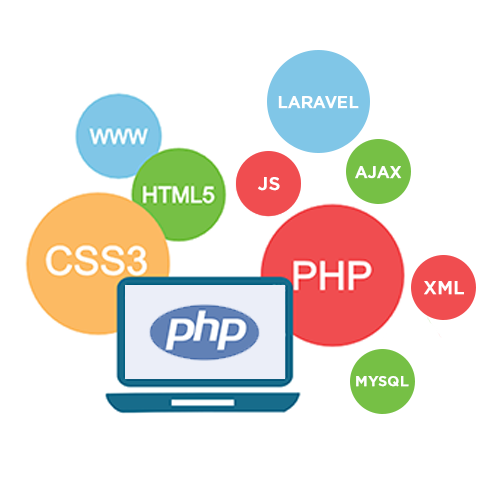 LARAVEL
WWW
AJAX
JS
HTML5
CSS3
PHP
XML
php
MYSQL